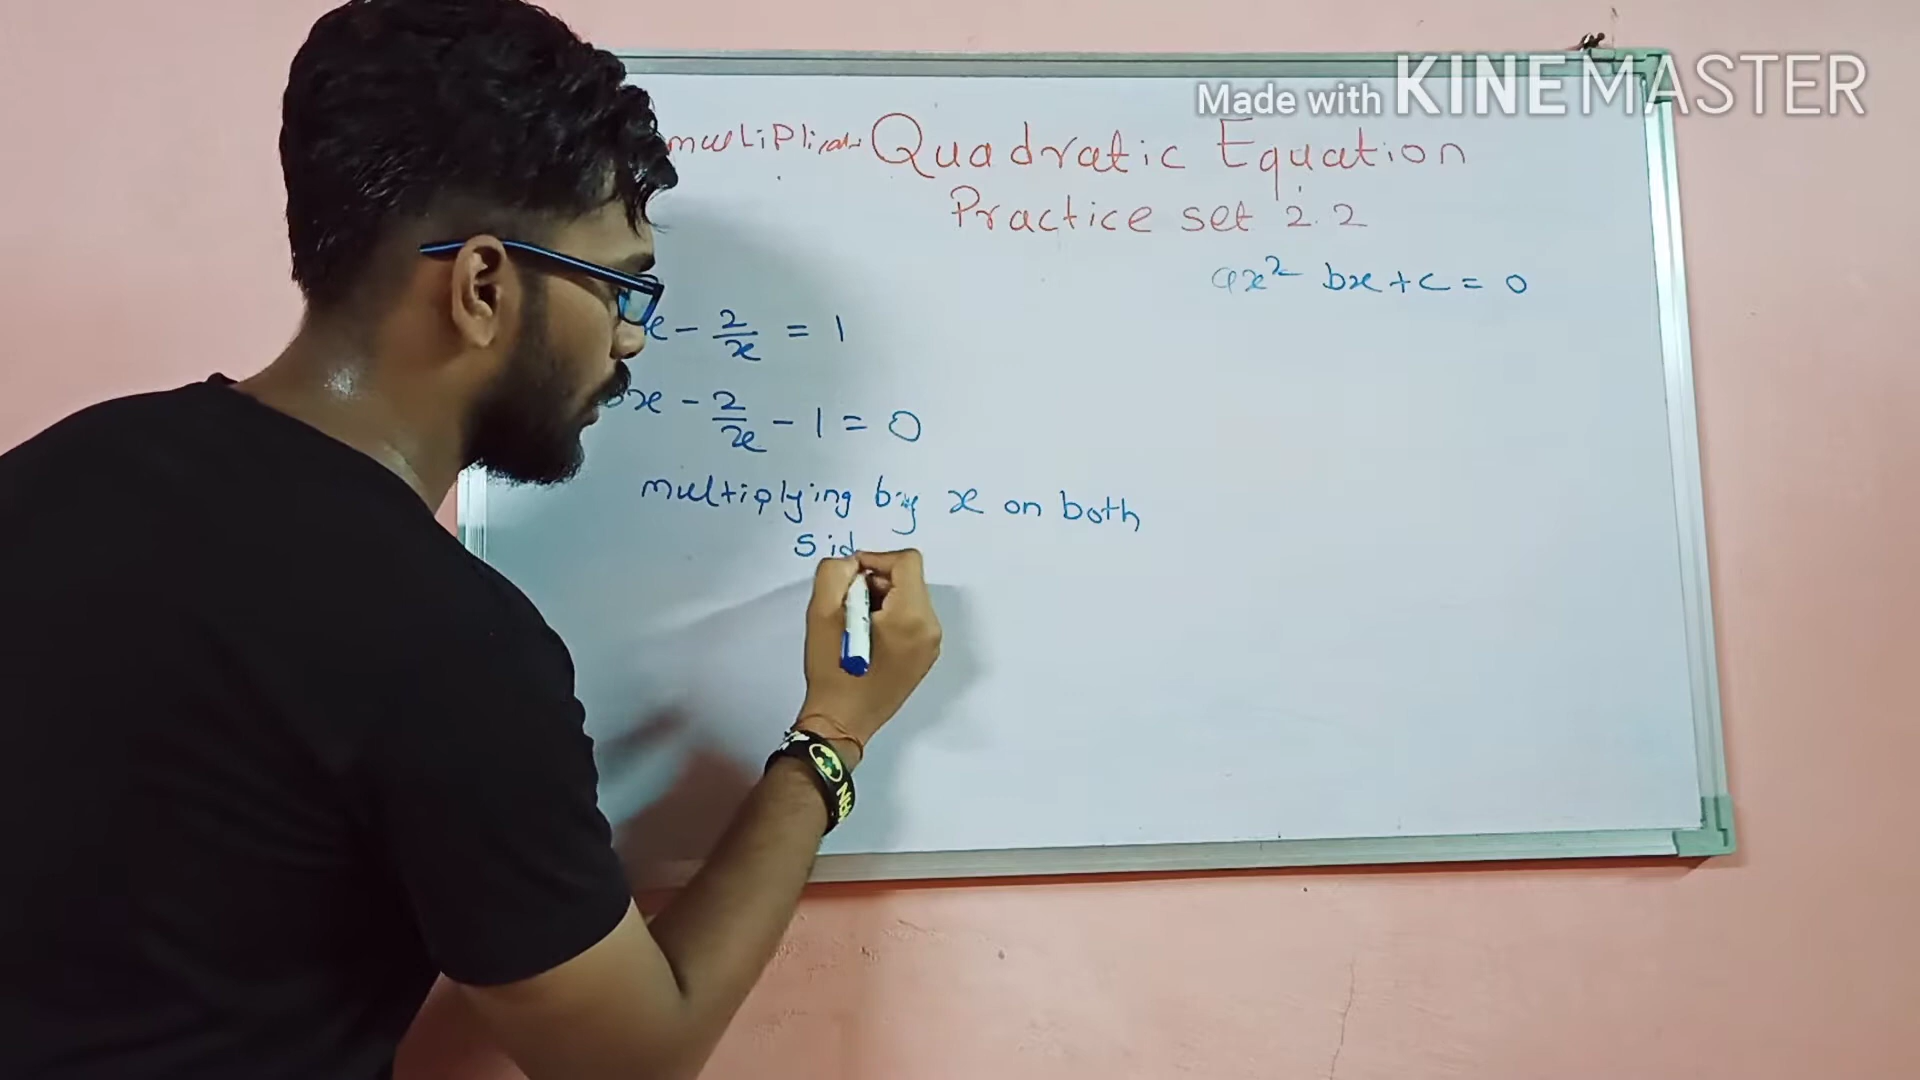 Made with KINEMASTER
Quadratic Equation
Practice set 2.2
ax² bx+c = 0
x - 2/x = 1
x - 2/x - 1 = 0
multiplying by x on both
sid